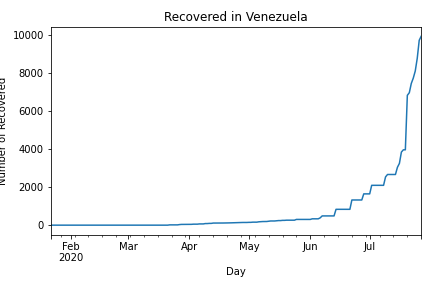 Recovered in Venezuela
10000
8000
6000
4000
2000
0
Number of Recovered
Feb
2020
Mar
Apr
May
Jun
Jul
Day